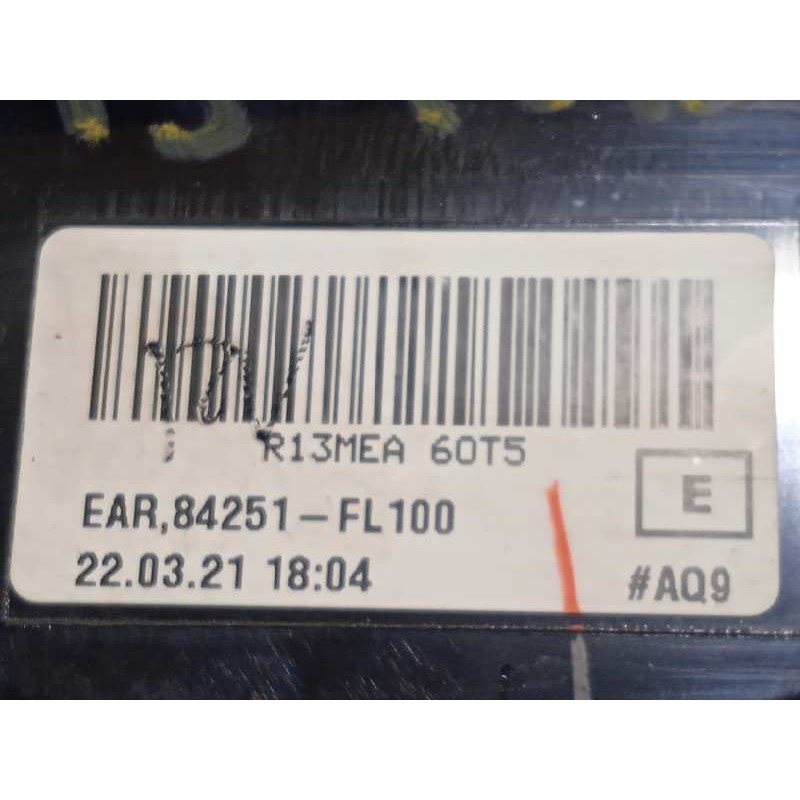 R13MEA 60T5
EAR,84251-FL100
E
22.03.21 18:04
#AQ9